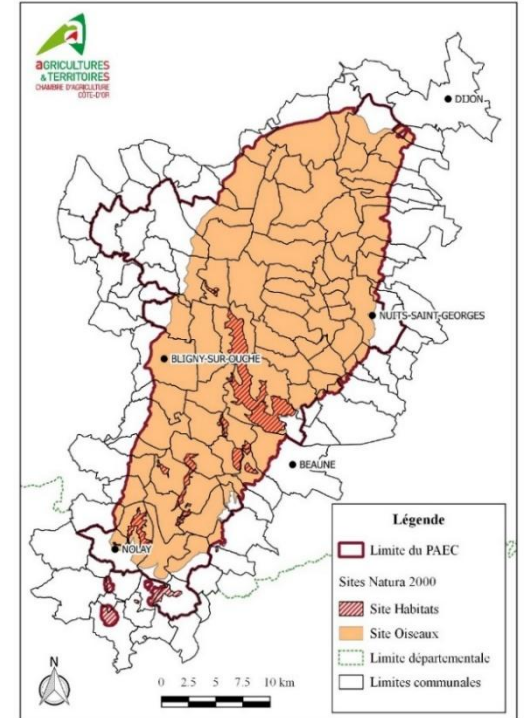 aGRICULTURES
& TERRITOIRES
CHAMBRE D'AGRICULTURE
CÔTE-D'OR
DIJON
NUITS-SAINT-GEORGES
BLIGNY-SUR-OUCHE
BEAUNE
NOLAY
Légende
Limite du PAEC
Sites Natura 2000
Site Habitats
Site Oiseaux
Limite départementale
Limites communales
N
0 2.5 5 7.5 10 km